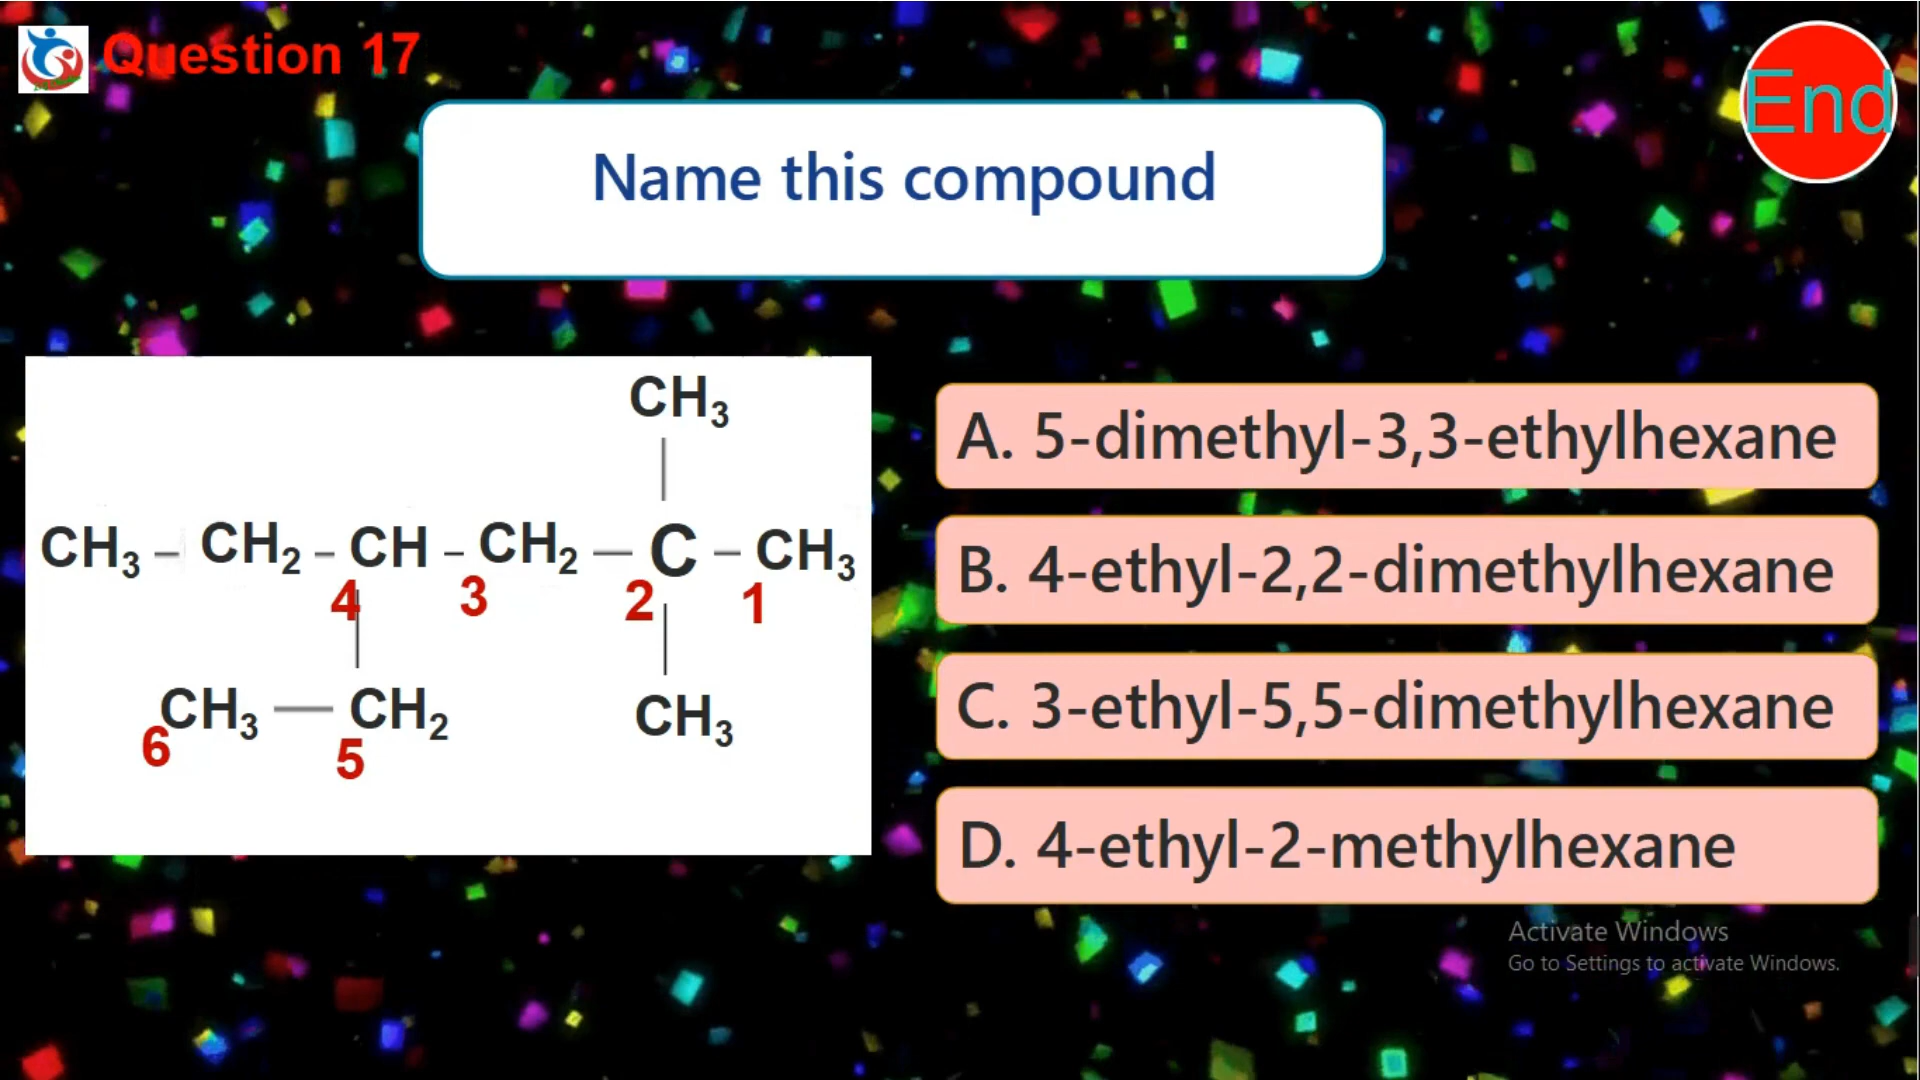 Question 17
End
Name this compound
CH3
CH3 – CH2 – CH – CH2 — C – CH3
4 3 2 1
CH3 — CH2 CH3
6 5
A. 5-dimethyl-3,3-ethylhexane
B. 4-ethyl-2,2-dimethylhexane
C. 3-ethyl-5,5-dimethylhexane
D. 4-ethyl-2-methylhexane
Activate Windows
Go to Settings to activate Windows.